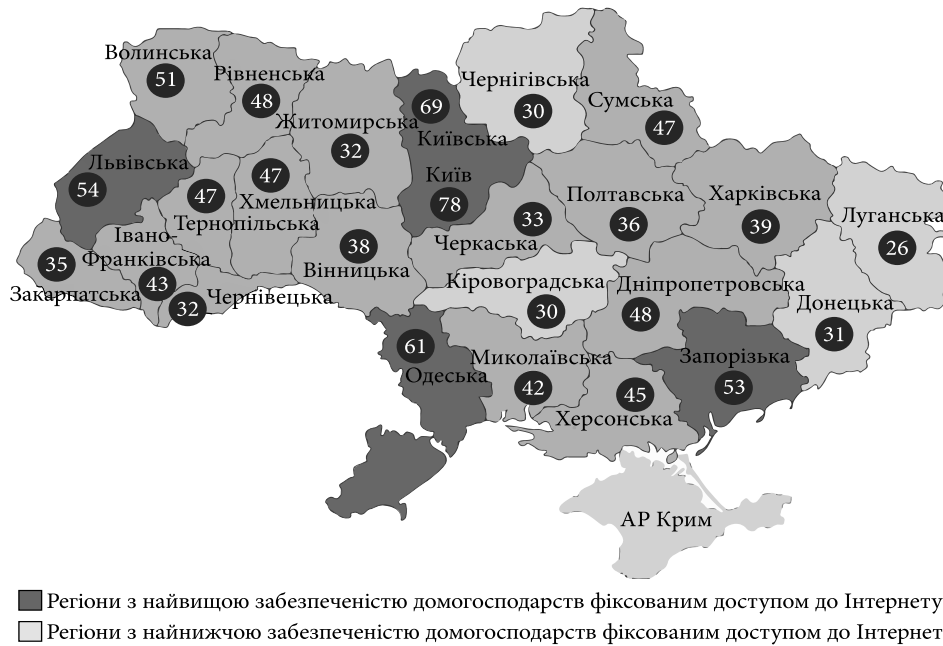 Волинська
51
Рівненська
48
Житомирська
32
69
Київська
Київ
78
Чернігівська
30
Сумська
47
Львівська
54
47
Тернопільська
47
Хмельницька
38
Вінницька
33
Черкаська
Полтавська
36
Харківська
39
Луганська
26
35
Закарпатська
Івано-
Франківська
43
32
Чернівецька
Кіровоградська
30
Дніпропетровська
48
Донецька
31
61
Одеська
Миколаївська
42
45
Херсонська
Запорізька
53
АР Крим
Регіони з найвищою забезпеченістю домогосподарств фіксованим доступом до Інтернету
Регіони з найнижчою забезпеченістю домогосподарств фіксованим доступом до Інтернет